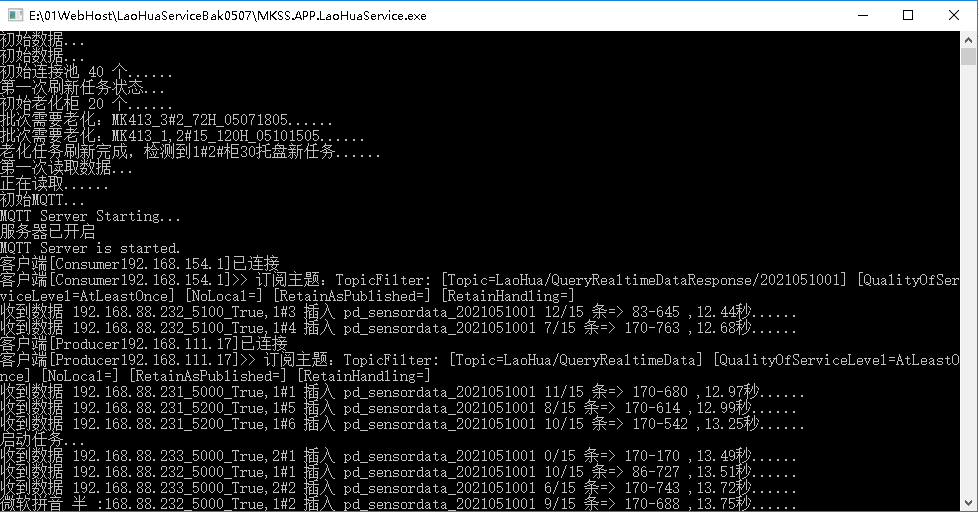 E:\01WebHost\LaoHuaServiceBak0507\MKSS.APP.LaoHuaService.exe
初始数据...
初始数据...
初始连接池 40 个......
第一次刷新任务状态...
初始老化柜 20 个......
批次需要老化：MK413_3#2_72H_05071805......
批次需要老化：MK413_1,2#15_120H_05101505......
老化任务刷新完成，检测到1#2#柜30托盘新任务......
第一次读取数据...
正在读取......
初始MQTT...
MQTT Server Starting...
服务器已开启
MQTT Server is started.
客户端[Consumer192.168.154.1]已连接
客户端[Consumer192.168.154.1]>> 订阅主题：TopicFilter: [Topic=LaoHua/QueryRealtimeDataResponse/2021051001] [QualityOfSer
viceLevel=AtLeastOnce] [NoLocal=] [RetainAsPublished=] [RetainHandling=]
收到数据 192.168.88.232_5100_True,1#3 插入 pd_sensordata_2021051001 12/15 条=> 83-645 ,12.44秒......
收到数据 192.168.88.232_5100_True,1#4 插入 pd_sensordata_2021051001 7/15 条=> 170-763 ,12.68秒......
客户端[Producer192.168.111.17]已连接
客户端[Producer192.168.111.17]>> 订阅主题：TopicFilter: [Topic=LaoHua/QueryRealtimeData] [QualityOfServiceLevel=AtLeastO
nce] [NoLocal=] [RetainAsPublished=] [RetainHandling=]
收到数据 192.168.88.231_5000_True,1#1 插入 pd_sensordata_2021051001 11/15 条=> 170-680 ,12.97秒......
收到数据 192.168.88.231_5200_True,1#5 插入 pd_sensordata_2021051001 8/15 条=> 170-614 ,12.99秒......
收到数据 192.168.88.231_5200_True,1#6 插入 pd_sensordata_2021051001 10/15 条=> 170-542 ,13.25秒......
启动任务...
收到数据 192.168.88.233_5000_True,2#1 插入 pd_sensordata_2021051001 0/15 条=> 170-170 ,13.49秒......
收到数据 192.168.88.232_5000_True,1#1 插入 pd_sensordata_2021051001 10/15 条=> 86-727 ,13.51秒......
收到数据 192.168.88.233_5000_True,2#2 插入 pd_sensordata_2021051001 6/15 条=> 170-743 ,13.72秒......
微软拼音 半 :168.88.232_5000_True,1#2 插入 pd_sensordata_2021051001 9/15 条=> 170-688 ,13.75秒......